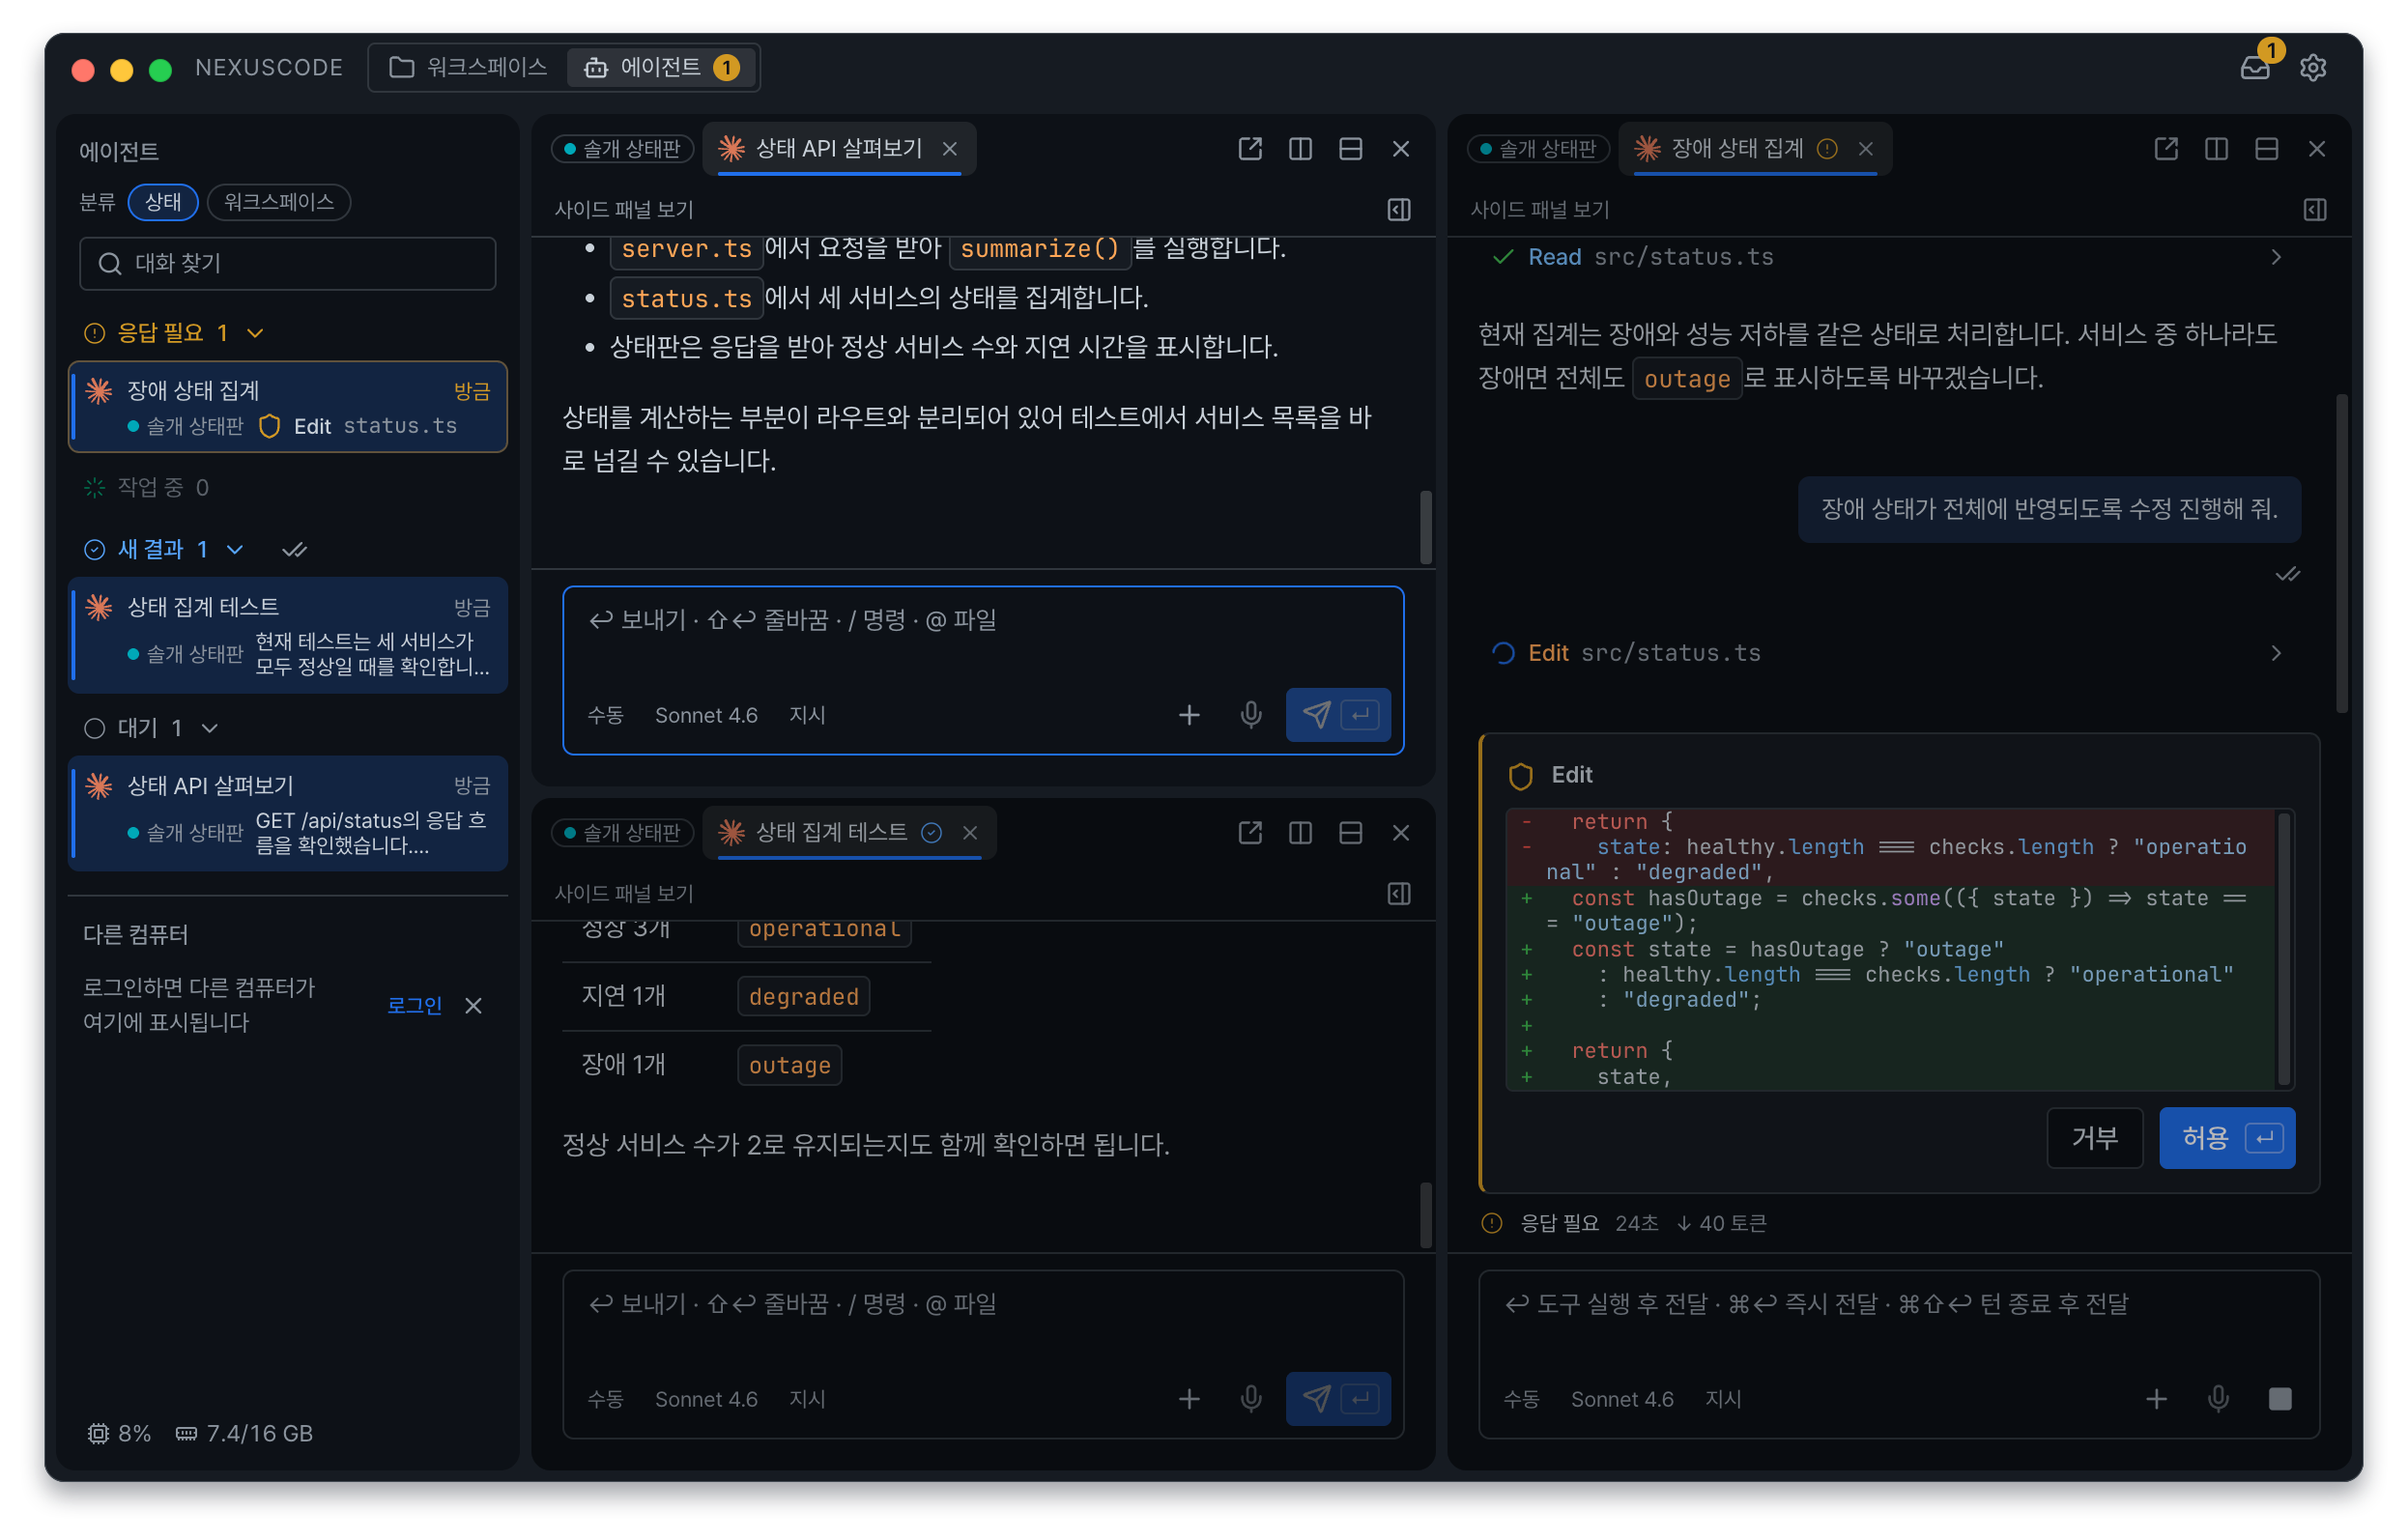 NEXUSCODE
워크스페이스
에이전트 1
1
에이전트
분류 상태 워크스페이스
대화 찾기
응답 필요 1
장애 상태 집계 방금
솔개 상태판 Edit status.ts
작업 중 0
새 결과 1
상태 집계 테스트 방금
솔개 상태판 현재 테스트는 세 서비스가
모두 정상일 때를 확인합니...
대기 1
상태 API 살펴보기 방금
솔개 상태판 GET /api/status의 응답 흐
름을 확인했습니다....
다른 컴퓨터
로그인하면 다른 컴퓨터가
여기에 표시됩니다
로그인
8% 7.4/16 GB
솔개 상태판 상태 API 살펴보기
사이드 패널 보기
server.ts에서 요청을 받아 summarize()를 실행합니다.
status.ts에서 세 서비스의 상태를 집계합니다.
상태판은 응답을 받아 정상 서비스 수와 지연 시간을 표시합니다.
상태를 계산하는 부분이 라우트와 분리되어 있어 테스트에서 서비스 목록을 바
로 넘길 수 있습니다.
↩ 보내기 · ⇧↩ 줄바꿈 · / 명령 · @ 파일
수동 Sonnet 4.6 지시
솔개 상태판 상태 집계 테스트
사이드 패널 보기
정상 3개 operational
지연 1개 degraded
장애 1개 outage
정상 서비스 수가 2로 유지되는지도 함께 확인하면 됩니다.
↩ 보내기 · ⇧↩ 줄바꿈 · / 명령 · @ 파일
수동 Sonnet 4.6 지시
솔개 상태판 장애 상태 집계
사이드 패널 보기
Read src/status.ts
현재 집계는 장애와 성능 저하를 같은 상태로 처리합니다. 서비스 중 하나라도
장애면 전체도 outage로 표시하도록 바꾸겠습니다.
장애 상태가 전체에 반영되도록 수정 진행해 줘.
Edit src/status.ts
Edit
- return {
- state: healthy.length === checks.length ? "operatio
nal" : "degraded",
+ const hasOutage = checks.some(({ state }) => state ==
= "outage");
+ const state = hasOutage ? "outage"
+ : healthy.length === checks.length ? "operational"
+ : "degraded";
+
+ return {
+ state,
거부 허용
응답 필요 24초 ↓ 40 토큰
↩ 도구 실행 후 전달 · ⌘↩ 즉시 전달 · ⌘⇧↩ 턴 종료 후 전달
수동 Sonnet 4.6 지시